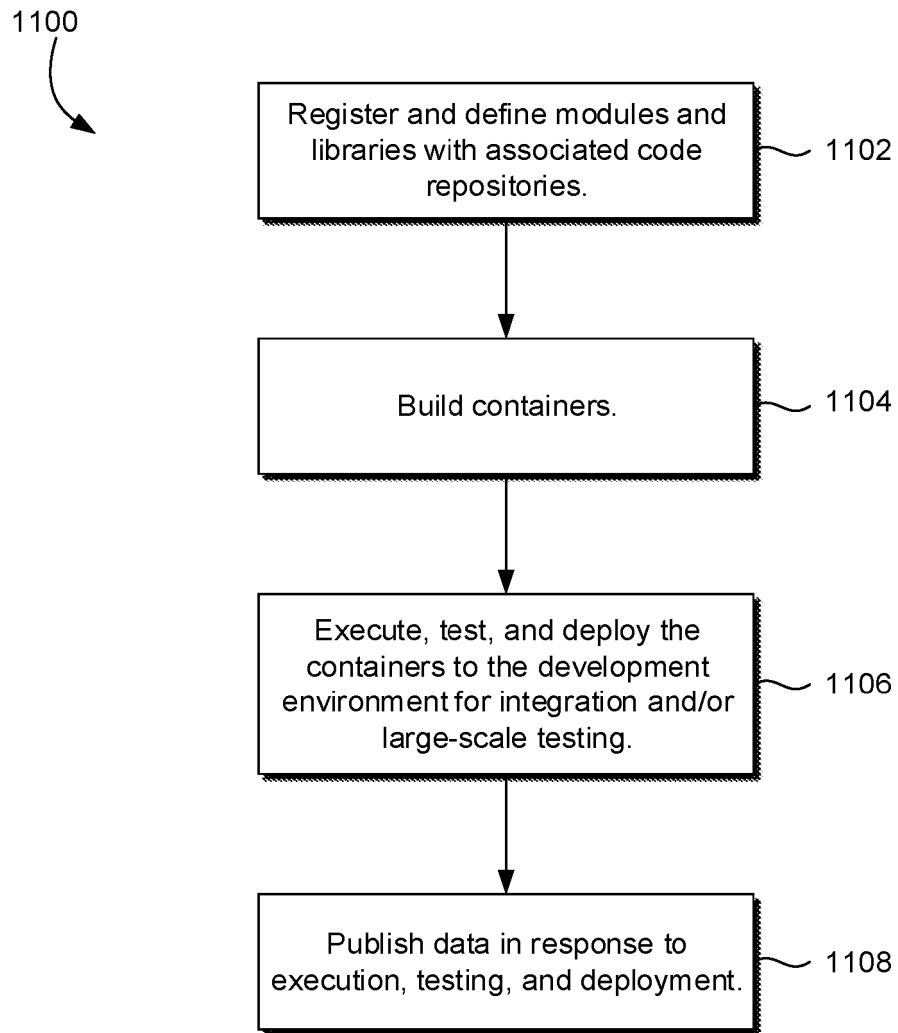 1100
Register and define modules and
libraries with associated code
repositories.
1102
Build containers.
1104
Execute, test, and deploy the
containers to the development
environment for integration and/or
large-scale testing.
1106
Publish data in response to
execution, testing, and deployment.
1108